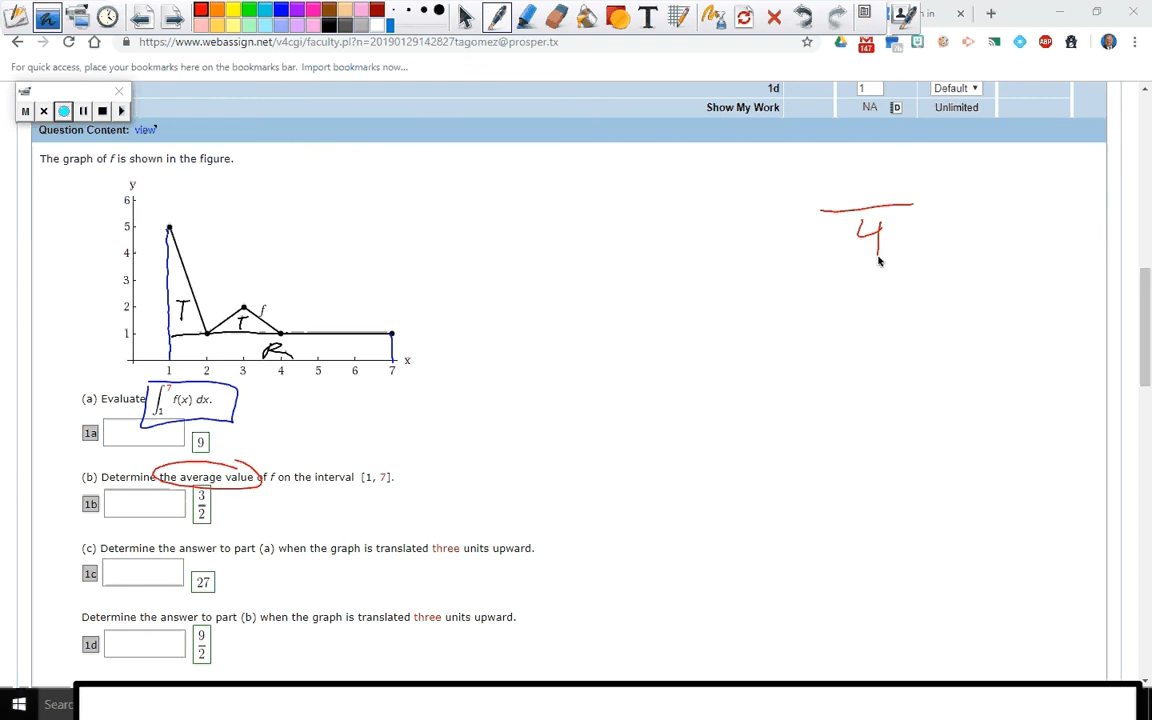 in
https://www.webassign.net/v4cgi/faculty.pl?n=20190129142827tagomez@prosper.tx
147
ABP
For quick access, place your bookmarks here on the bookmarks bar. Import bookmarks now...
M
1d 1 Default
Show My Work NA D Unlimited
Question Content: view
The graph of f is shown in the figure.
y
6
5
4
3
2
1
f
T
T
R
x
1 2 3 4 5 6 7
4
(a) Evaluate ∫₁⁷ f(x) dx.
1a 9
(b) Determine the average value of f on the interval [1, 7].
1b 3/2
(c) Determine the answer to part (a) when the graph is translated three units upward.
1c 27
Determine the answer to part (b) when the graph is translated three units upward.
1d 9/2
Searc